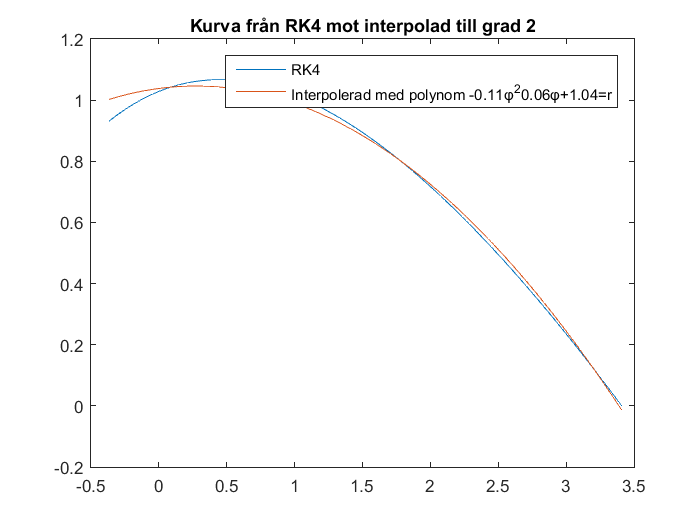 Kurva från RK4 mot interpolad till grad 2
1.2
RK4
Interpolerad med polynom -0.11φ²0.06φ+1.04=r
1
0.8
0.6
0.4
0.2
0
-0.2
-0.5 0 0.5 1 1.5 2 2.5 3 3.5